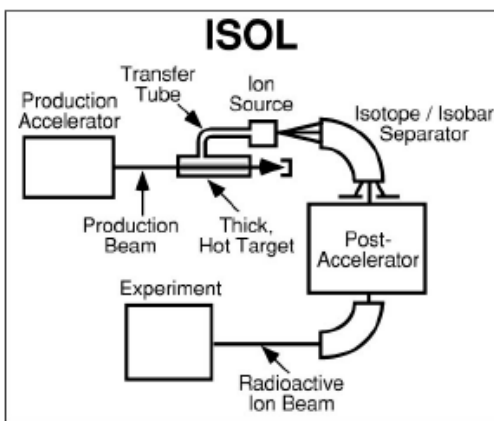 ISOL
Transfer
Tube
Ion
Source
Production
Accelerator
Isotope / Isobar
Separator
Production
Beam
Thick,
Hot Target
Post-
Accelerator
Experiment
Radioactive
Ion Beam